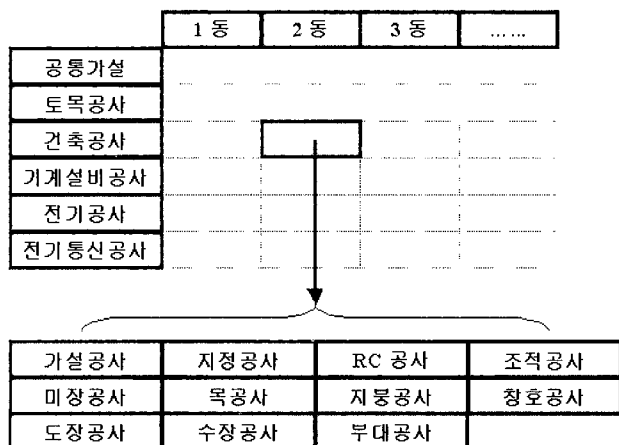 1동 2동 3동 ......
공통가설
토목공사
건축공사
기계설비공사
전기공사
전기통신공사
가설공사 지정공사 RC 공사 조적공사
미장공사 목공사 지붕공사 창호공사
도장공사 수장공사 부대공사